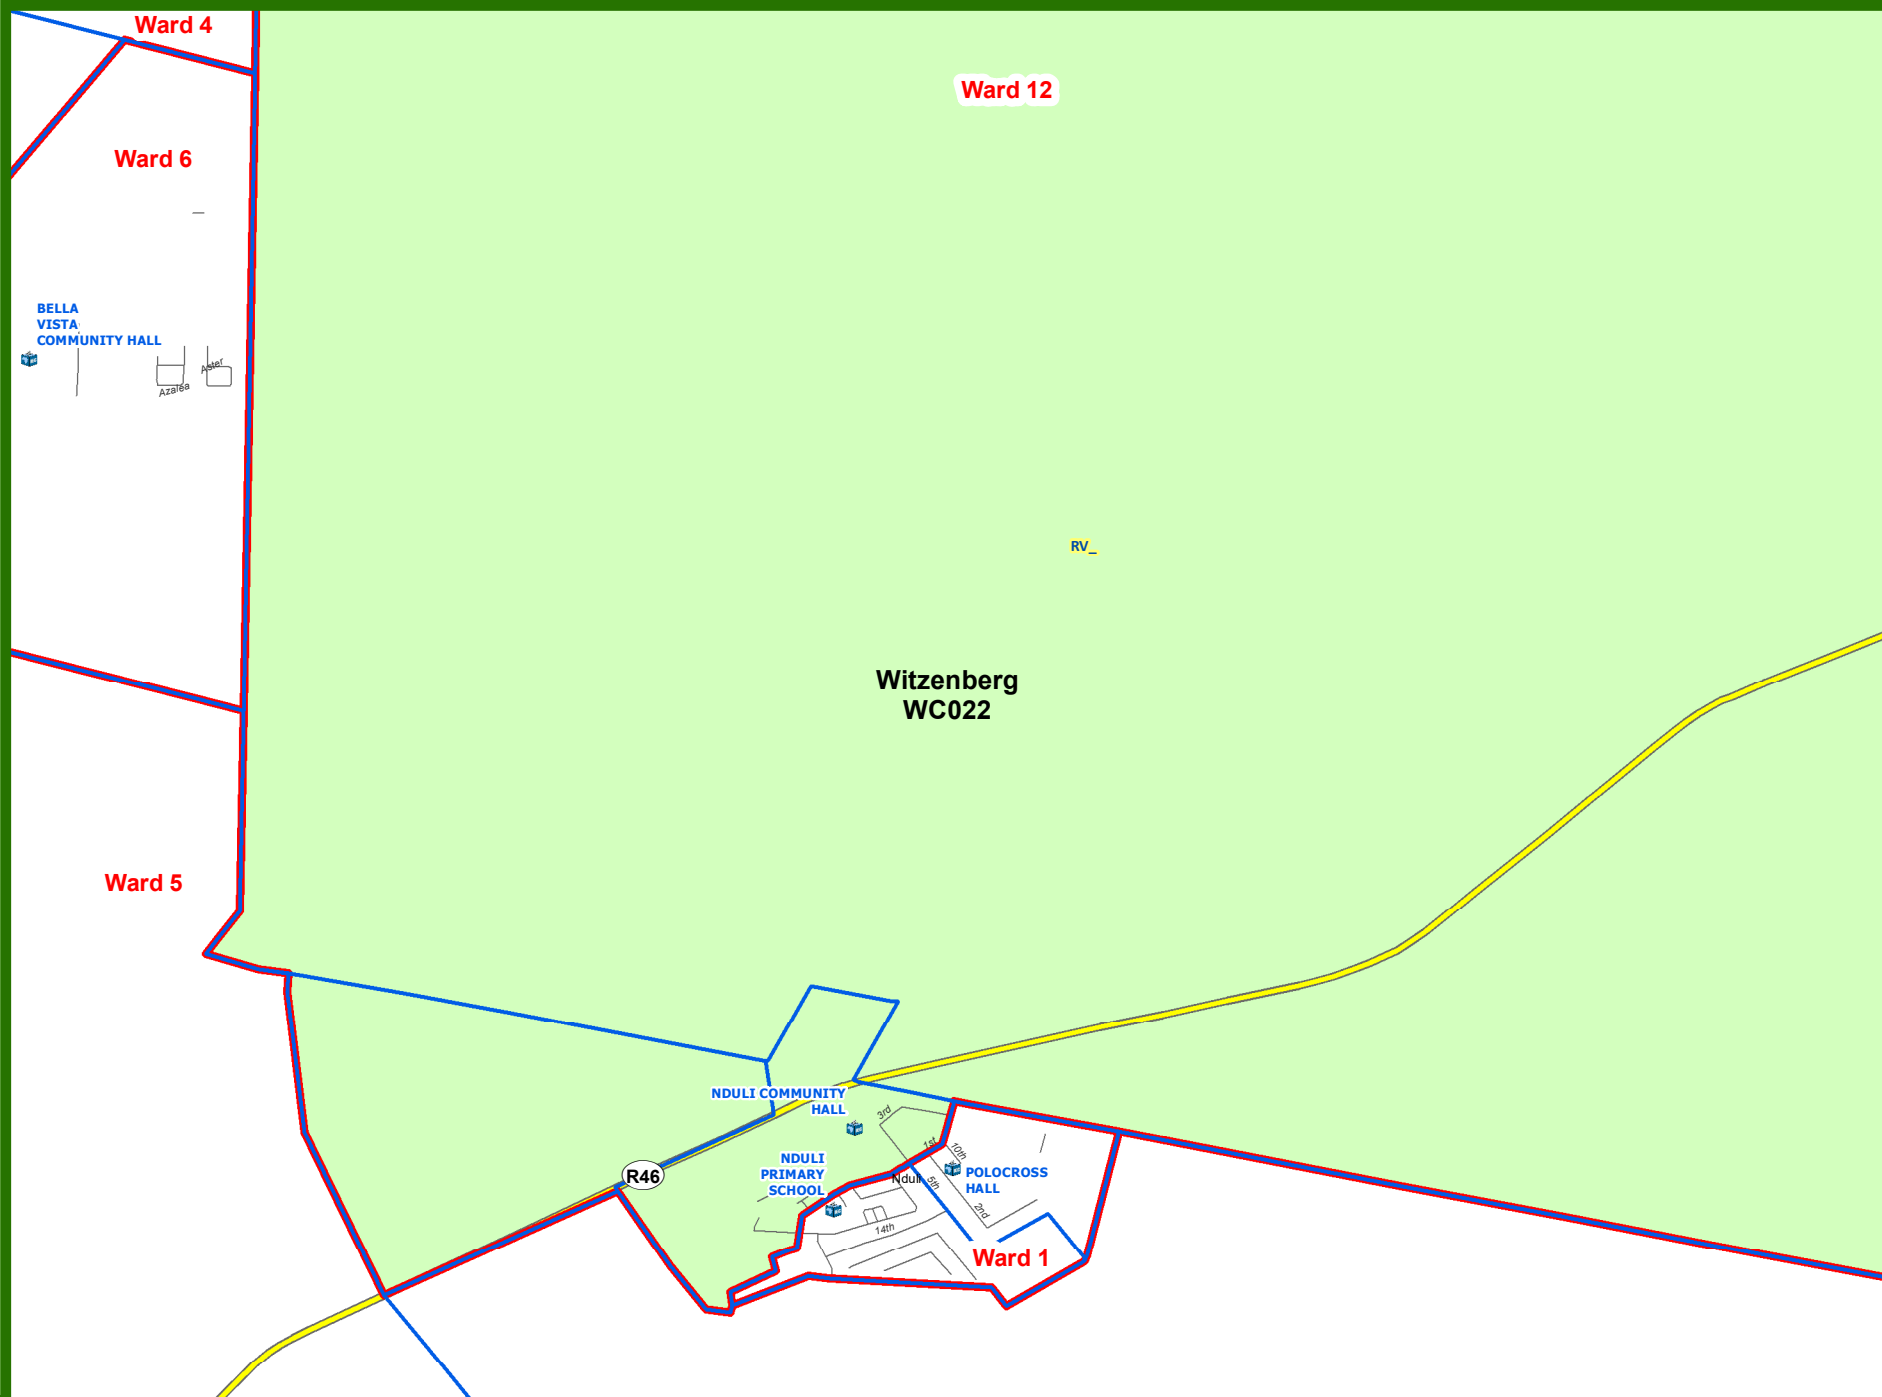 Ward 4
Ward 12
Ward 6
BELLA
VISTA
COMMUNITY HALL
Aster
Azalea
RV_
Witzenberg
WC022
Ward 5
NDULI COMMUNITY
HALL
3rd
1st
10th
NDULI
PRIMARY
SCHOOL
R46
Nduli
5th
POLOCROSS
HALL
2nd
14th
Ward 1